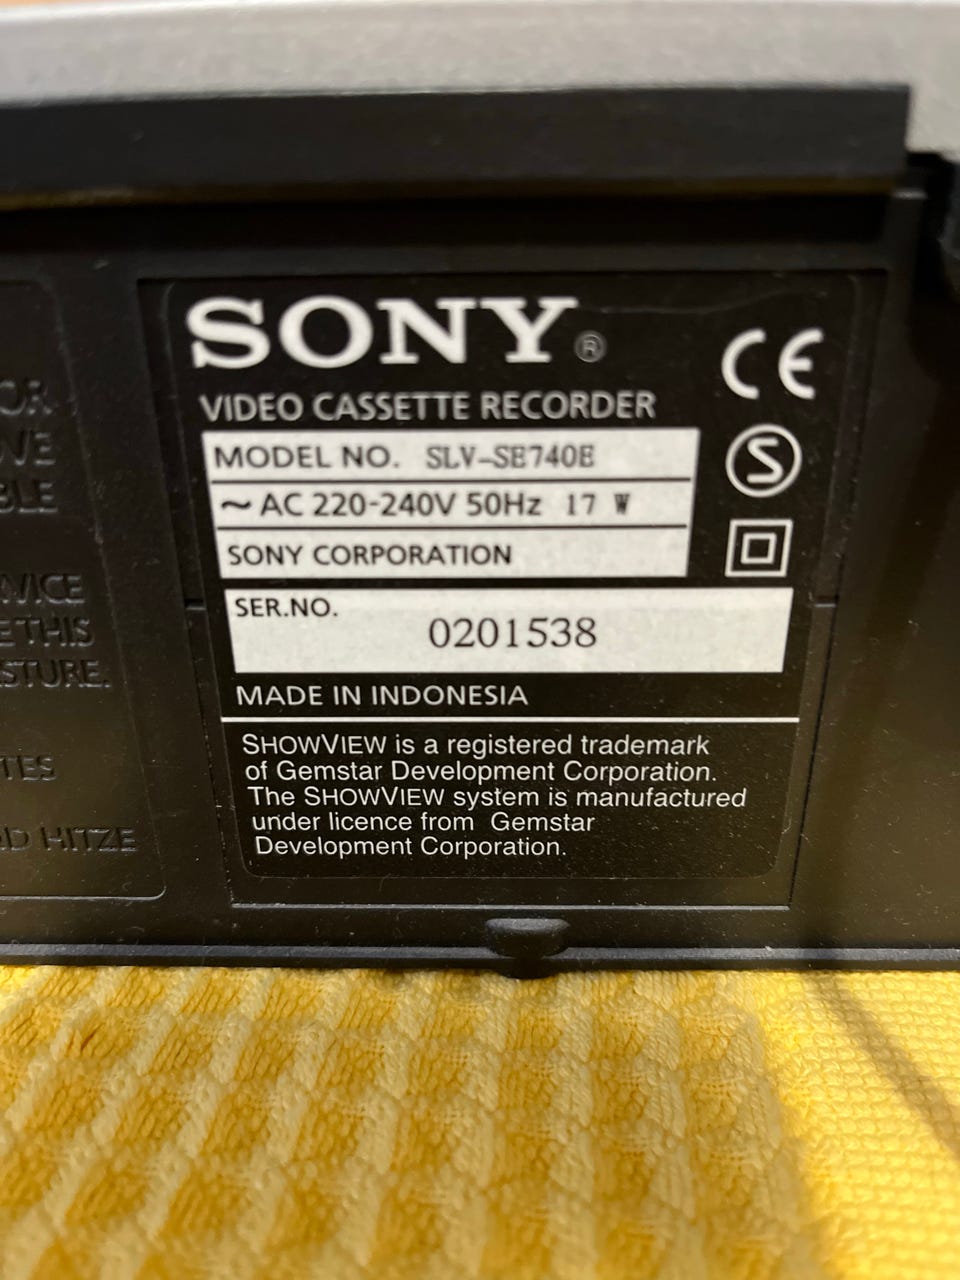 SONY®
VIDEO CASSETTE RECORDER
MODEL NO. SLV-SE740E
~ AC 220-240V 50Hz 17 W
SONY CORPORATION
SER.NO.
0201538
MADE IN INDONESIA
SHOWVIEW is a registered trademark
of Gemstar Development Corporation.
The SHOWVIEW system is manufactured
under licence from Gemstar
Development Corporation.
CE
S
HITZE